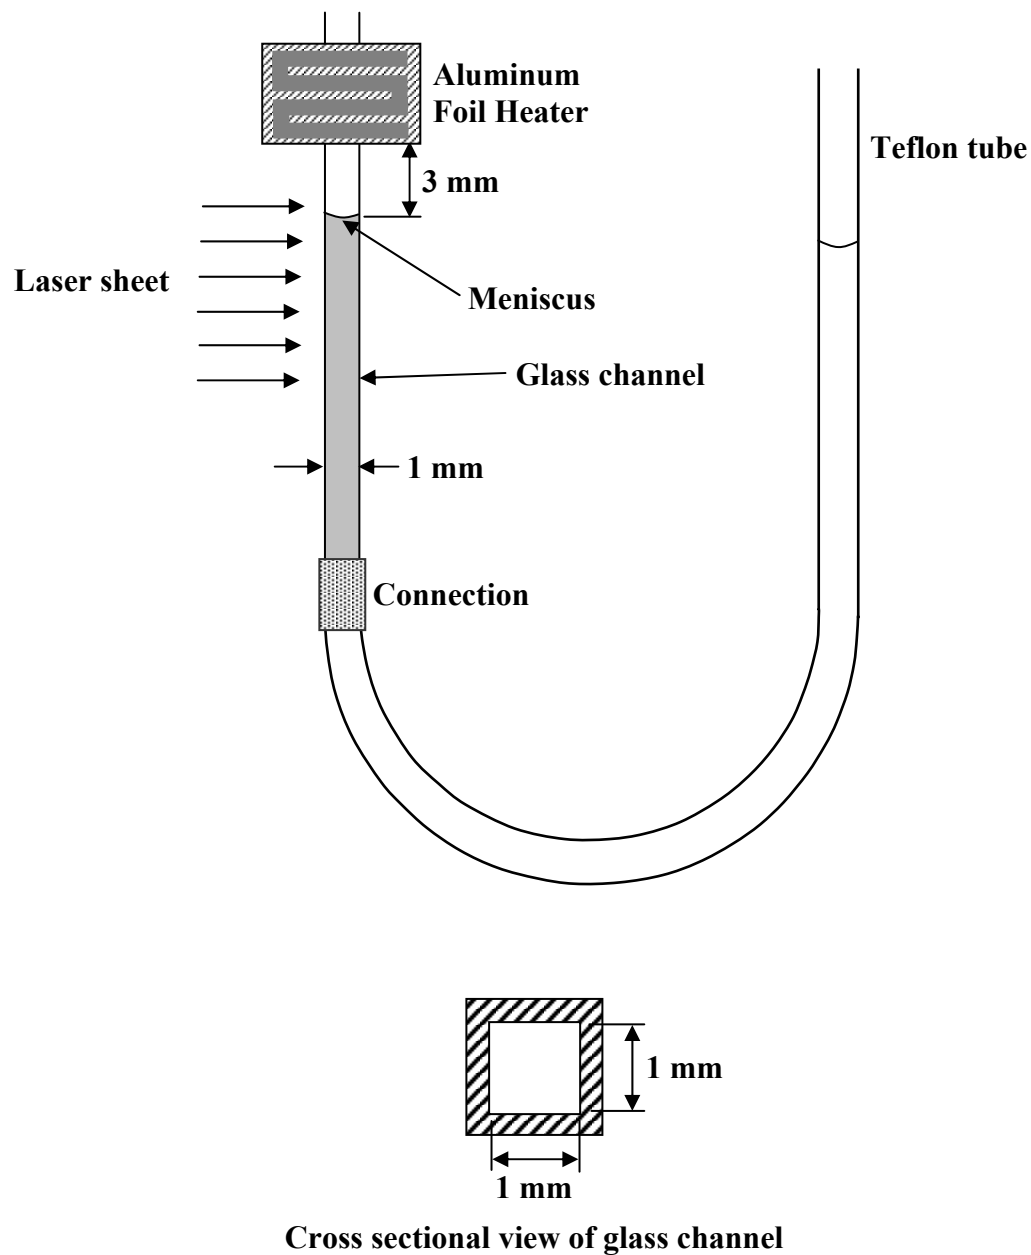 Aluminum
Foil Heater
Teflon tube
3 mm
Laser sheet
Meniscus
Glass channel
1 mm
Connection
1 mm
1 mm
Cross sectional view of glass channel